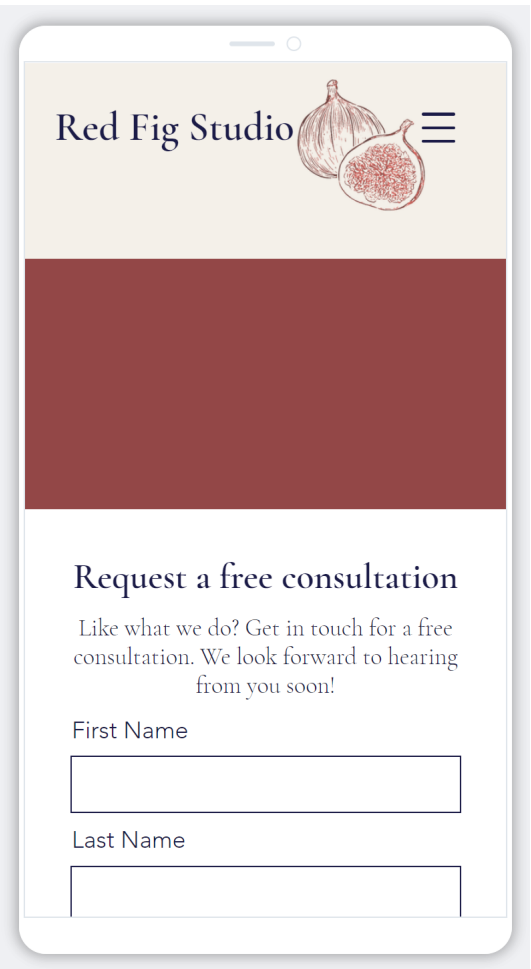 Red Fig Studio
Request a free consultation
Like what we do? Get in touch for a free
consultation. We look forward to hearing
from you soon!
First Name
Last Name